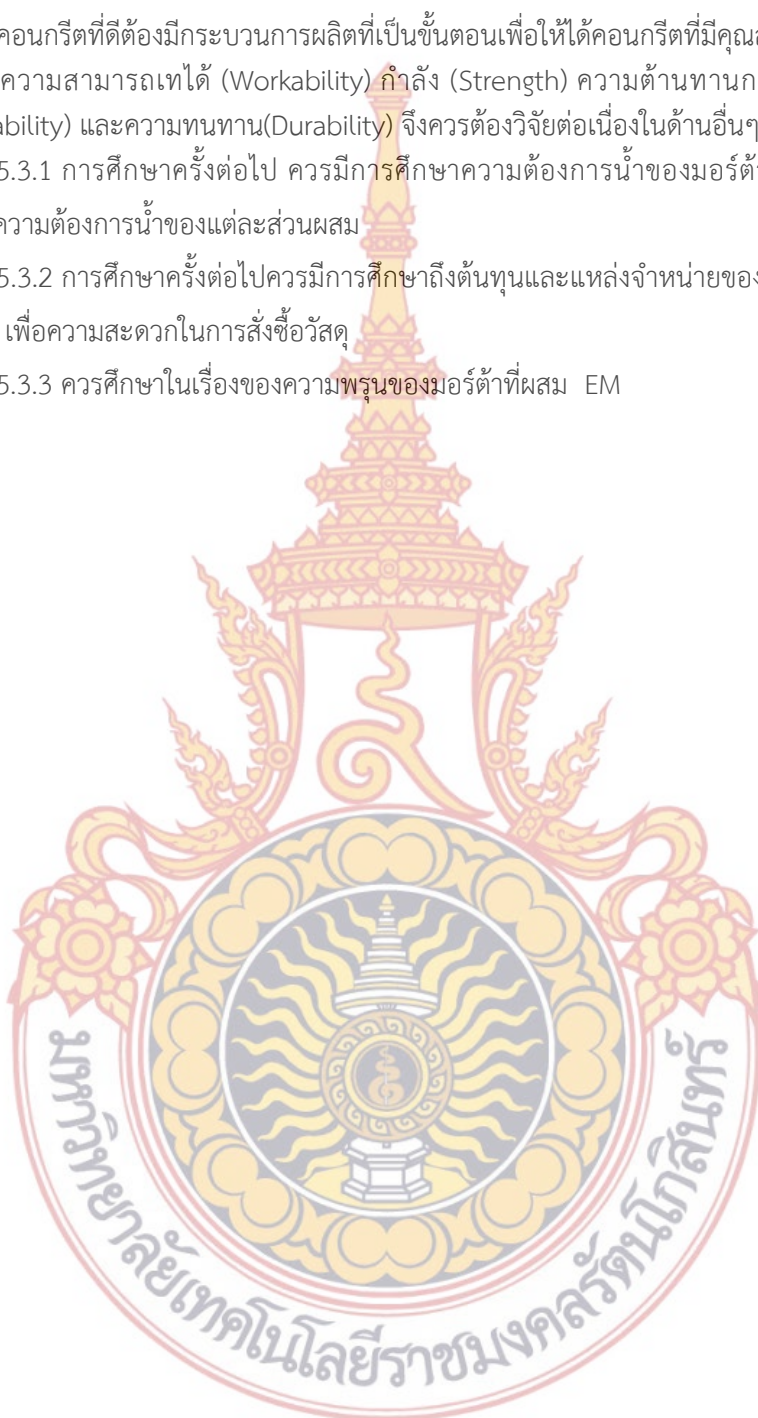 คอนกรีตที่ดีต้องมีกระบวนการผลิตที่เป็นขั้นตอนเพื่อให้ได้คอนกรีตที่มีคุณ
ความสามารถเทได้ (Workability) กำลัง (Strength) ความต้านทาน
ability) และความทนทาน(Durability) จึงควรต้องวิจัยต่อเนื่องในด้านอื่นๆ
5.3.1 การศึกษาครั้งต่อไป ควรมีการศึกษาความต้องการน้ำของมอร์ต้
ความต้องการน้ำของแต่ละส่วนผสม
5.3.2 การศึกษาครั้งต่อไปควรมีการศึกษาถึงต้นทุนและแหล่งจำหน่ายของ
เพื่อความสะดวกในการสั่งซื้อวัสดุ
5.3.3 ควรศึกษาในเรื่องของความพรุนของมอร์ต้าที่ผสม EM
มหาวิทยาลัยเทคโนโลยีราชมงคลรัตนโกสินทร์